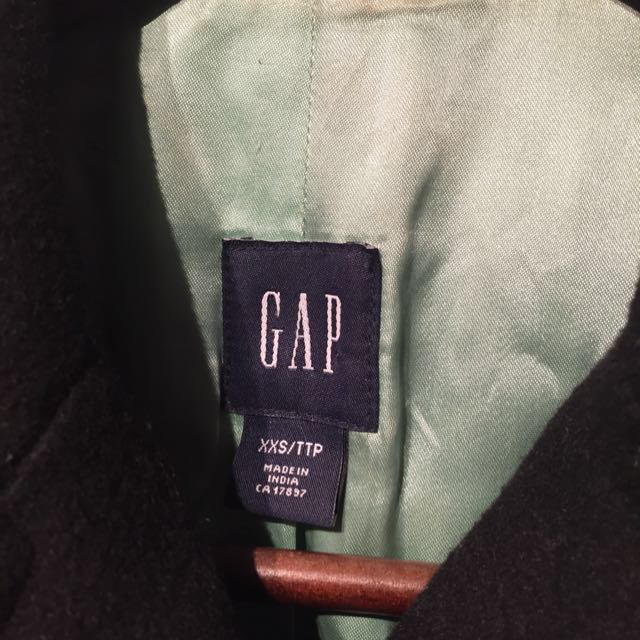 GAP
XXS/TTP
MADE IN
INDIA
CA 17897